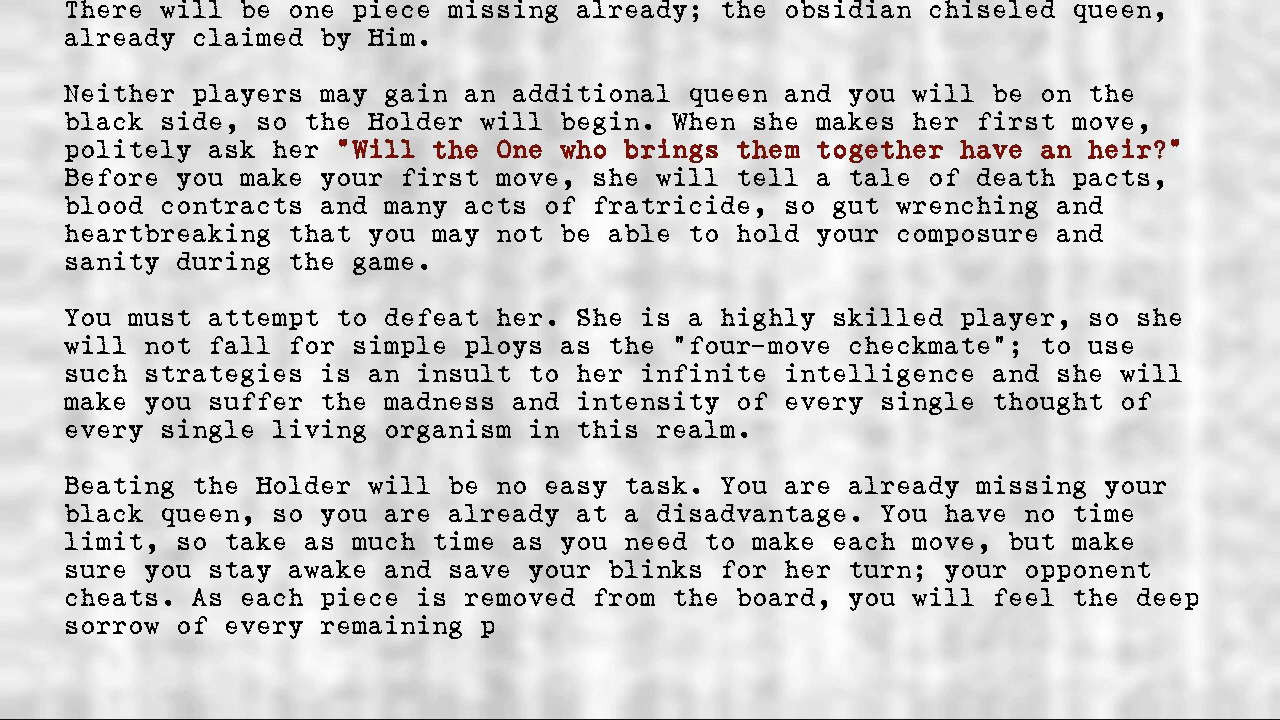 There will be one piece missing already; the obsidian chiseled queen,
already claimed by Him.
Neither players may gain an additional queen and you will be on the
black side, so the Holder will begin. When she makes her first move,
politely ask her "Will the One who brings them together have an heir?"
Before you make your first move, she will tell a tale of death pacts,
blood contracts and many acts of fratricide, so gut wrenching and
heartbreaking that you may not be able to hold your composure and
sanity during the game.
You must attempt to defeat her. She is a highly skilled player, so she
will not fall for simple ploys as the "four-move checkmate"; to use
such strategies is an insult to her infinite intelligence and she will
make you suffer the madness and intensity of every single thought of
every single living organism in this realm.
Beating the Holder will be no easy task. You are already missing your
black queen, so you are already at a disadvantage. You have no time
limit, so take as much time as you need to make each move, but make
sure you stay awake and save your blinks for her turn; your opponent
cheats. As each piece is removed from the board, you will feel the deep
sorrow of every remaining p